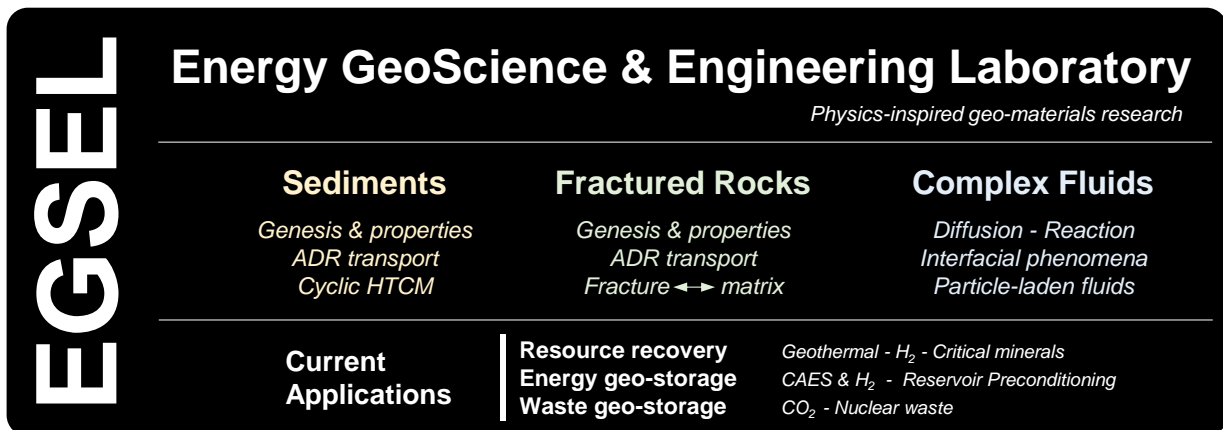 EGSEL
Energy GeoScience & Engineering Laboratory
Physics-inspired geo-materials research
Sediments
Genesis & properties
ADR transport
Cyclic HTCM
Fractured Rocks
Genesis & properties
ADR transport
Fracture ◄─► matrix
Complex Fluids
Diffusion - Reaction
Interfacial phenomena
Particle-laden fluids
Current
Applications
Resource recovery Geothermal - H₂ - Critical minerals
Energy geo-storage CAES & H₂ - Reservoir Preconditioning
Waste geo-storage CO₂ - Nuclear waste